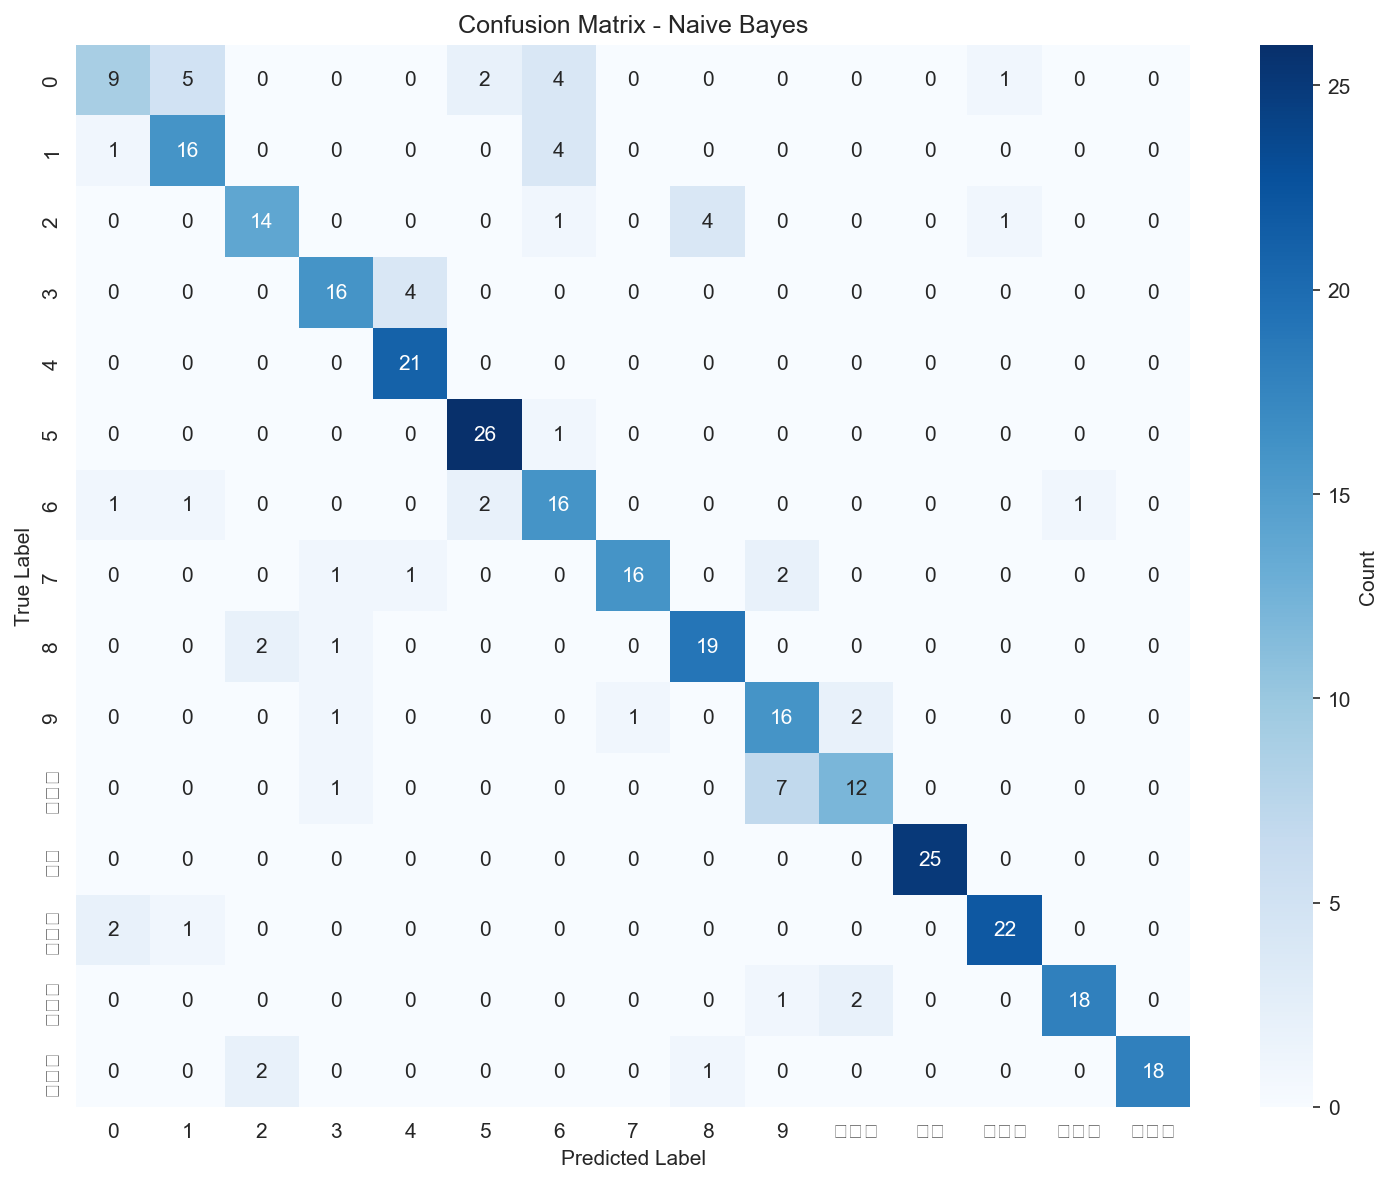 Confusion Matrix - Naive Bayes
0 9 5 0 0 0 2 4 0 0 0 0 0 1 0 0
1 1 16 0 0 0 0 4 0 0 0 0 0 0 0 0
2 0 0 14 0 0 0 1 0 4 0 0 0 1 0 0
3 0 0 0 16 4 0 0 0 0 0 0 0 0 0 0
4 0 0 0 0 21 0 0 0 0 0 0 0 0 0 0
5 0 0 0 0 0 26 1 0 0 0 0 0 0 0 0
6 1 1 0 0 0 2 16 0 0 0 0 0 0 1 0
7 0 0 0 1 1 0 0 16 0 2 0 0 0 0 0
8 0 0 2 1 0 0 0 0 19 0 0 0 0 0 0
9 0 0 0 1 0 0 0 1 0 16 2 0 0 0 0
0 0 0 1 0 0 0 0 0 7 12 0 0 0 0
0 0 0 0 0 0 0 0 0 0 0 25 0 0 0
2 1 0 0 0 0 0 0 0 0 0 0 22 0 0
0 0 0 0 0 0 0 0 0 1 2 0 0 18 0
0 0 2 0 0 0 0 0 1 0 0 0 0 0 18
0 1 2 3 4 5 6 7 8 9
Predicted Label
True Label
25
20
15
10
5
0
Count